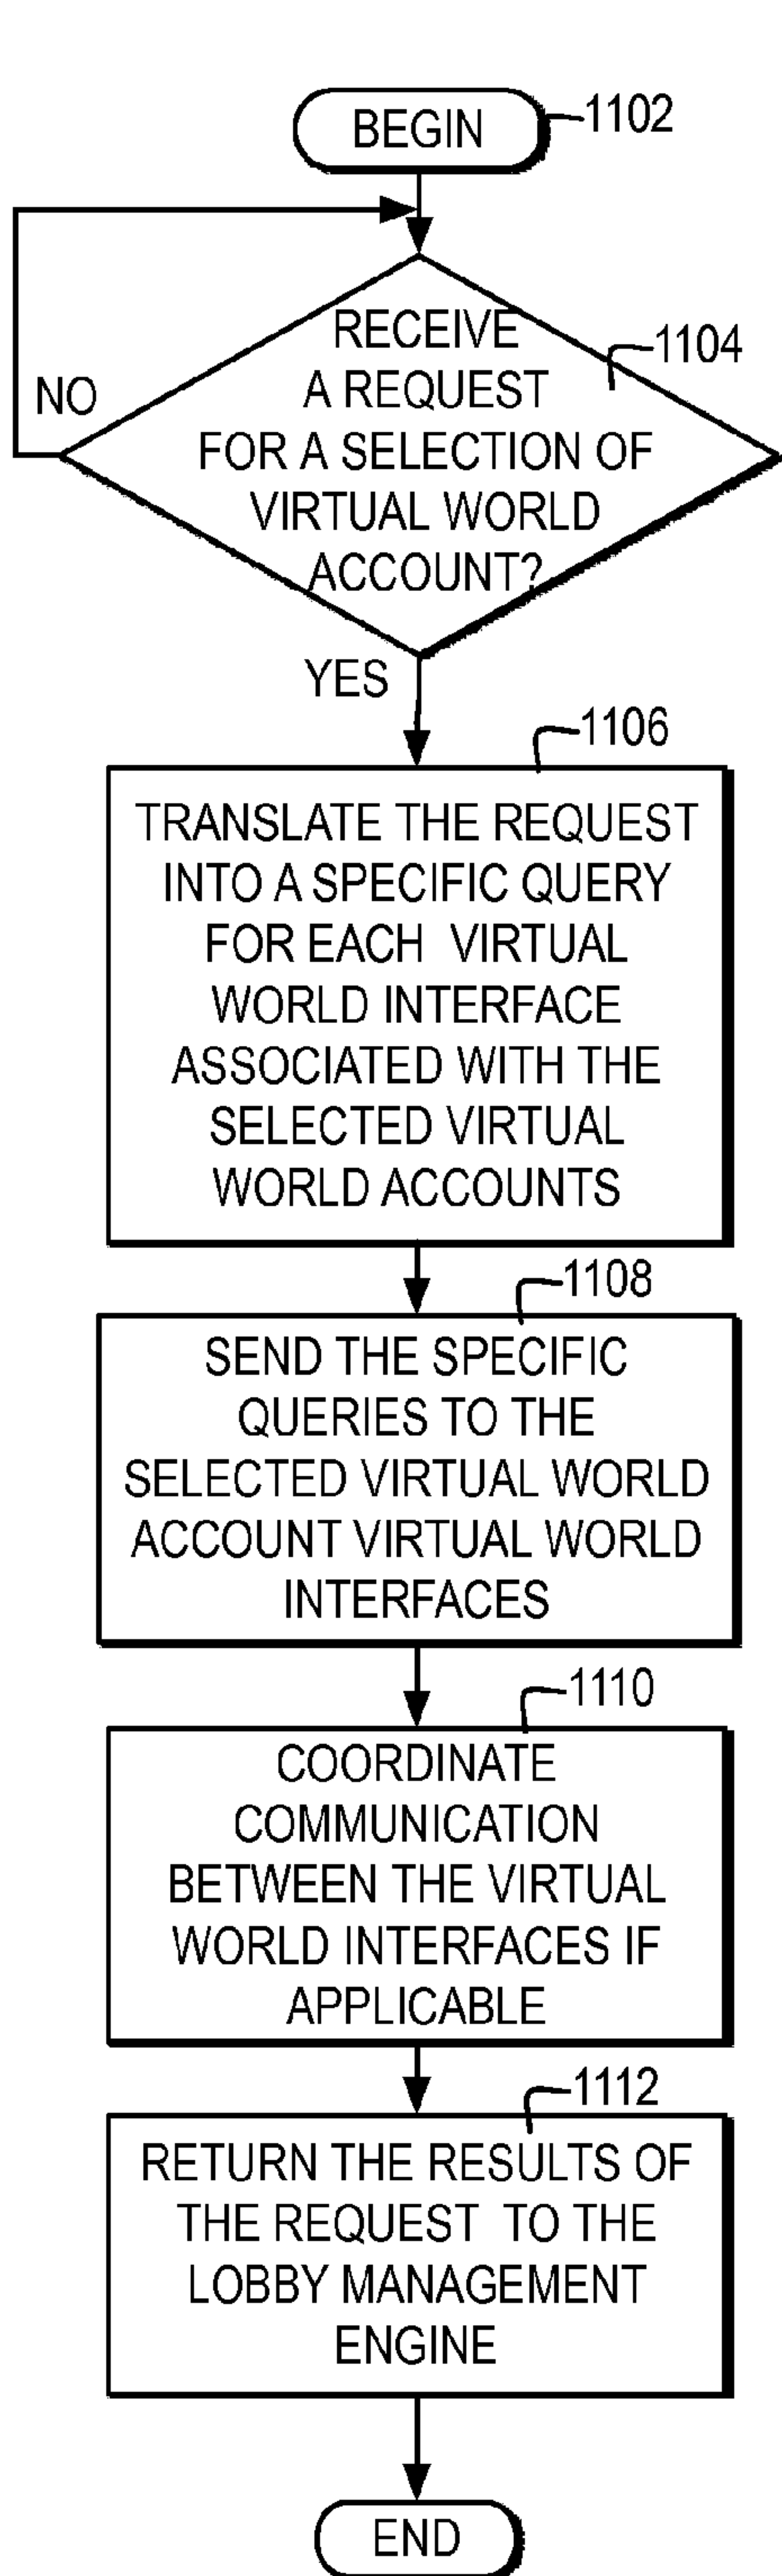 BEGIN
1102
RECEIVE
A REQUEST
FOR A SELECTION OF
VIRTUAL WORLD
ACCOUNT?
1104
NO
YES
1106
TRANSLATE THE REQUEST
INTO A SPECIFIC QUERY
FOR EACH VIRTUAL
WORLD INTERFACE
ASSOCIATED WITH THE
SELECTED VIRTUAL
WORLD ACCOUNTS
1108
SEND THE SPECIFIC
QUERIES TO THE
SELECTED VIRTUAL WORLD
ACCOUNT VIRTUAL WORLD
INTERFACES
1110
COORDINATE
COMMUNICATION
BETWEEN THE VIRTUAL
WORLD INTERFACES IF
APPLICABLE
1112
RETURN THE RESULTS OF
THE REQUEST TO THE
LOBBY MANAGEMENT
ENGINE
END